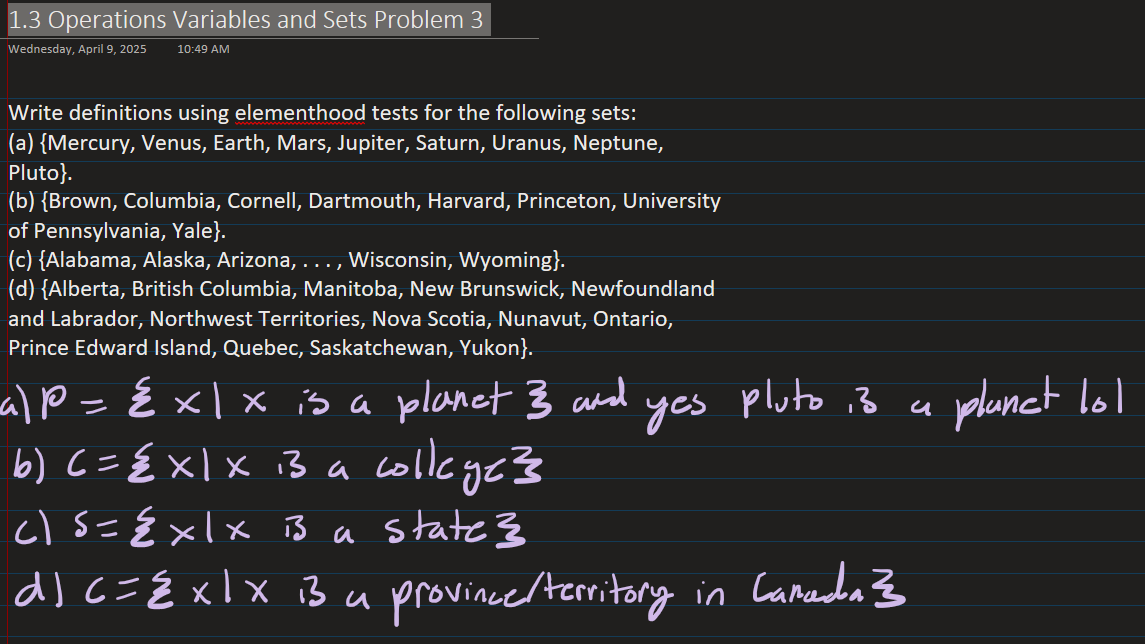 1.3 Operations Variables and Sets Problem 3
Wednesday, April 9, 2025 10:49 AM
Write definitions using elementhood tests for the following sets:
(a) {Mercury, Venus, Earth, Mars, Jupiter, Saturn, Uranus, Neptune,
Pluto}.
(b) {Brown, Columbia, Cornell, Dartmouth, Harvard, Princeton, University
of Pennsylvania, Yale}.
(c) {Alabama, Alaska, Arizona, . . . , Wisconsin, Wyoming}.
(d) {Alberta, British Columbia, Manitoba, New Brunswick, Newfoundland
and Labrador, Northwest Territories, Nova Scotia, Nunavut, Ontario,
Prince Edward Island, Quebec, Saskatchewan, Yukon}.
a) P = { x | x is a planet } and yes pluto is a planet lol
b) C = { x | x is a college }
c) S = { x | x is a state }
d) C = { x | x is a province/territory in Canada }